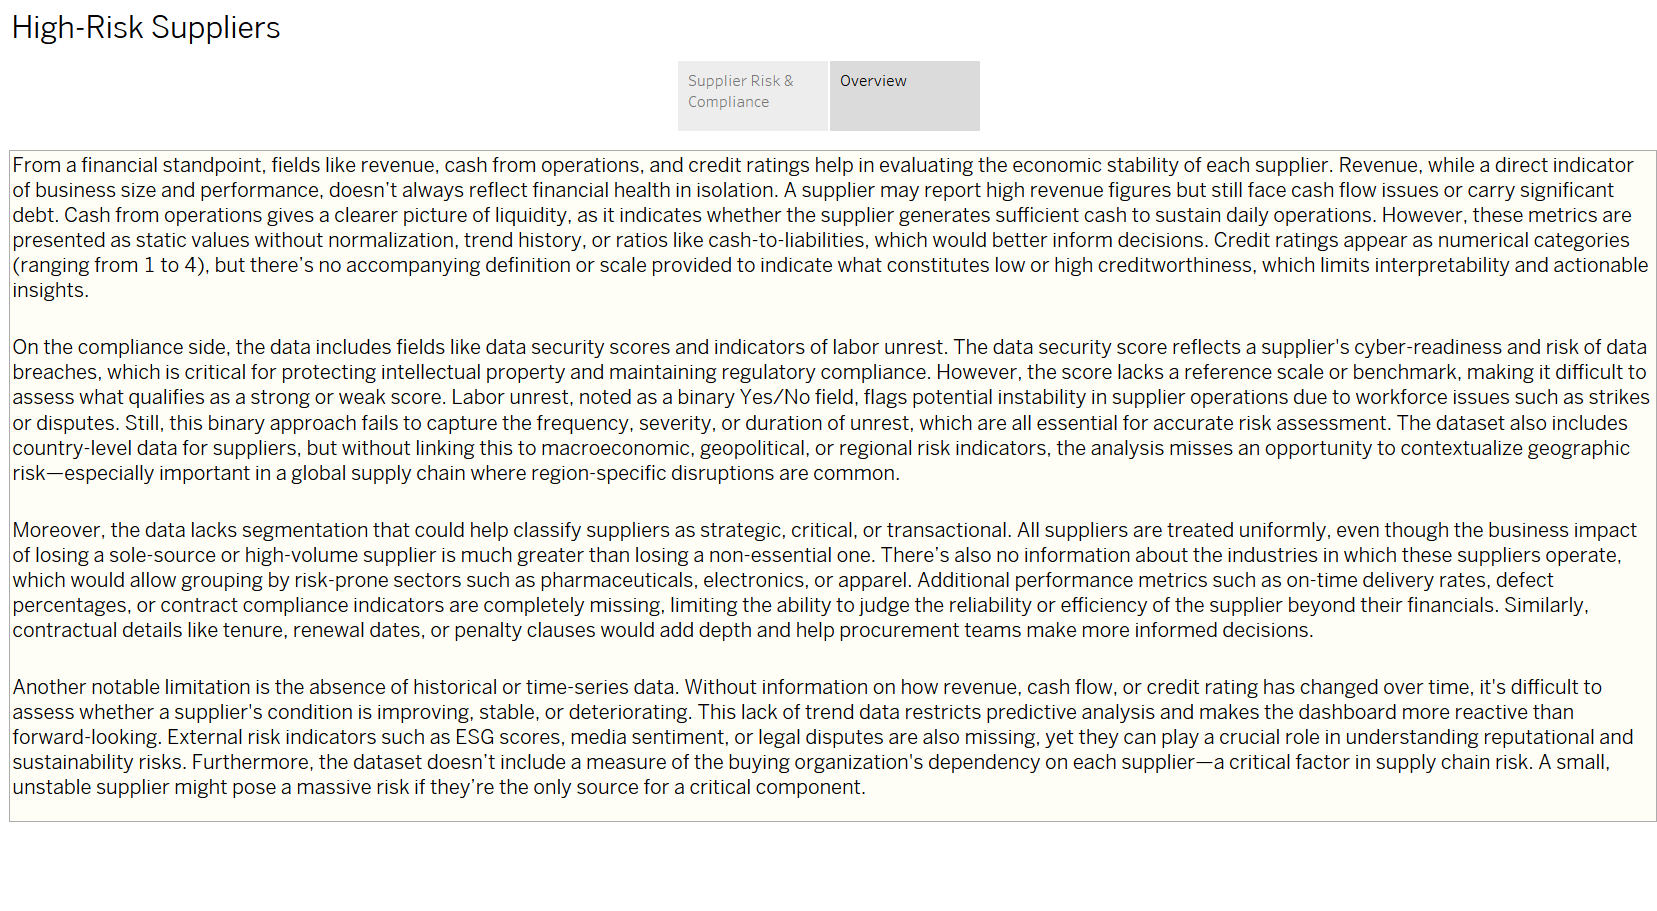 High-Risk Suppliers
Supplier Risk &
Compliance
Overview
From a financial standpoint, fields like revenue, cash from operations, and credit ratings help in evaluating the economic stability of each supplier. Revenue, while a direct indicator
of business size and performance, doesn't always reflect financial health in isolation. A supplier may report high revenue figures but still face cash flow issues or carry significant
debt. Cash from operations gives a clearer picture of liquidity, as it indicates whether the supplier generates sufficient cash to sustain daily operations. However, these metrics are
presented as static values without normalization, trend history, or ratios like cash-to-liabilities, which would better inform decisions. Credit ratings appear as numerical categories
(ranging from 1 to 4), but there's no accompanying definition or scale provided to indicate what constitutes low or high creditworthiness, which limits interpretability and actionable
insights.
On the compliance side, the data includes fields like data security scores and indicators of labor unrest. The data security score reflects a supplier's cyber-readiness and risk of data
breaches, which is critical for protecting intellectual property and maintaining regulatory compliance. However, the score lacks a reference scale or benchmark, making it difficult to
assess what qualifies as a strong or weak score. Labor unrest, noted as a binary Yes/No field, flags potential instability in supplier operations due to workforce issues such as strikes
or disputes. Still, this binary approach fails to capture the frequency, severity, or duration of unrest, which are all essential for accurate risk assessment. The dataset also includes
country-level data for suppliers, but without linking this to macroeconomic, geopolitical, or regional risk indicators, the analysis misses an opportunity to contextualize geographic
risk—especially important in a global supply chain where region-specific disruptions are common.
Moreover, the data lacks segmentation that could help classify suppliers as strategic, critical, or transactional. All suppliers are treated uniformly, even though the business impact
of losing a sole-source or high-volume supplier is much greater than losing a non-essential one. There's also no information about the industries in which these suppliers operate,
which would allow grouping by risk-prone sectors such as pharmaceuticals, electronics, or apparel. Additional performance metrics such as on-time delivery rates, defect
percentages, or contract compliance indicators are completely missing, limiting the ability to judge the reliability or efficiency of the supplier beyond their financials. Similarly,
contractual details like tenure, renewal dates, or penalty clauses would add depth and help procurement teams make more informed decisions.
Another notable limitation is the absence of historical or time-series data. Without information on how revenue, cash flow, or credit rating has changed over time, it's difficult to
assess whether a supplier's condition is improving, stable, or deteriorating. This lack of trend data restricts predictive analysis and makes the dashboard more reactive than
forward-looking. External risk indicators such as ESG scores, media sentiment, or legal disputes are also missing, yet they can play a crucial role in understanding reputational and
sustainability risks. Furthermore, the dataset doesn't include a measure of the buying organization's dependency on each supplier—a critical factor in supply chain risk. A small,
unstable supplier might pose a massive risk if they're the only source for a critical component.